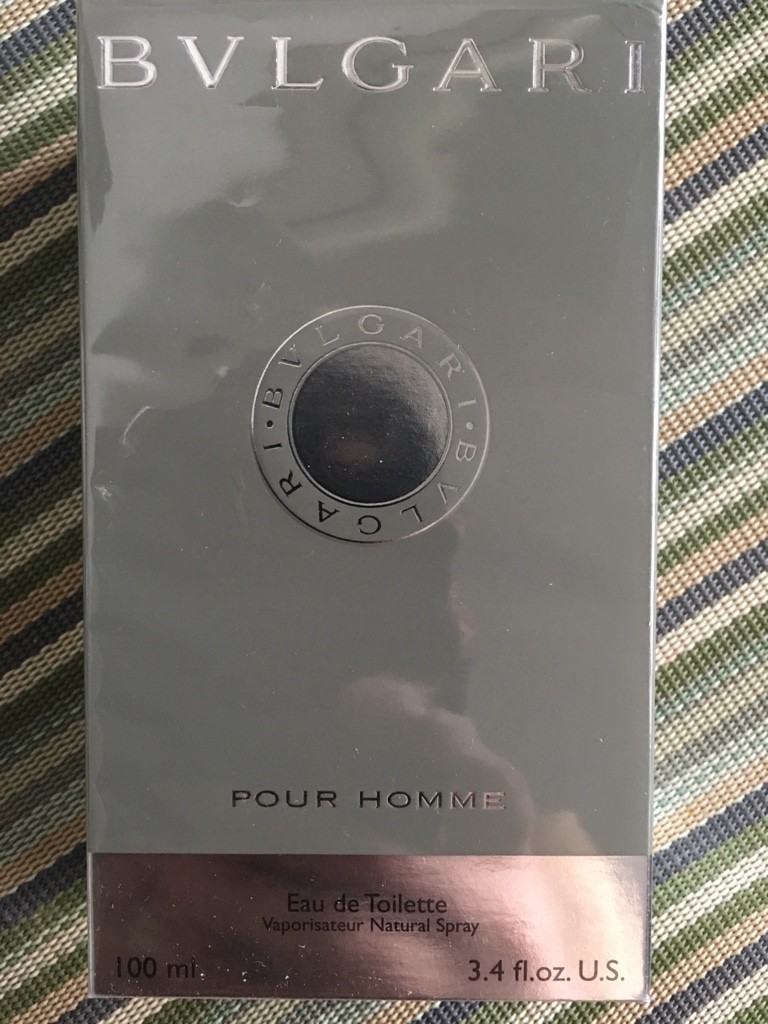 BVLGARI
BVLGARI • BVLGARI •
POUR HOMME
Eau de Toilette
Vaporisateur Natural Spray
100 ml. 3.4 fl.oz. U.S.